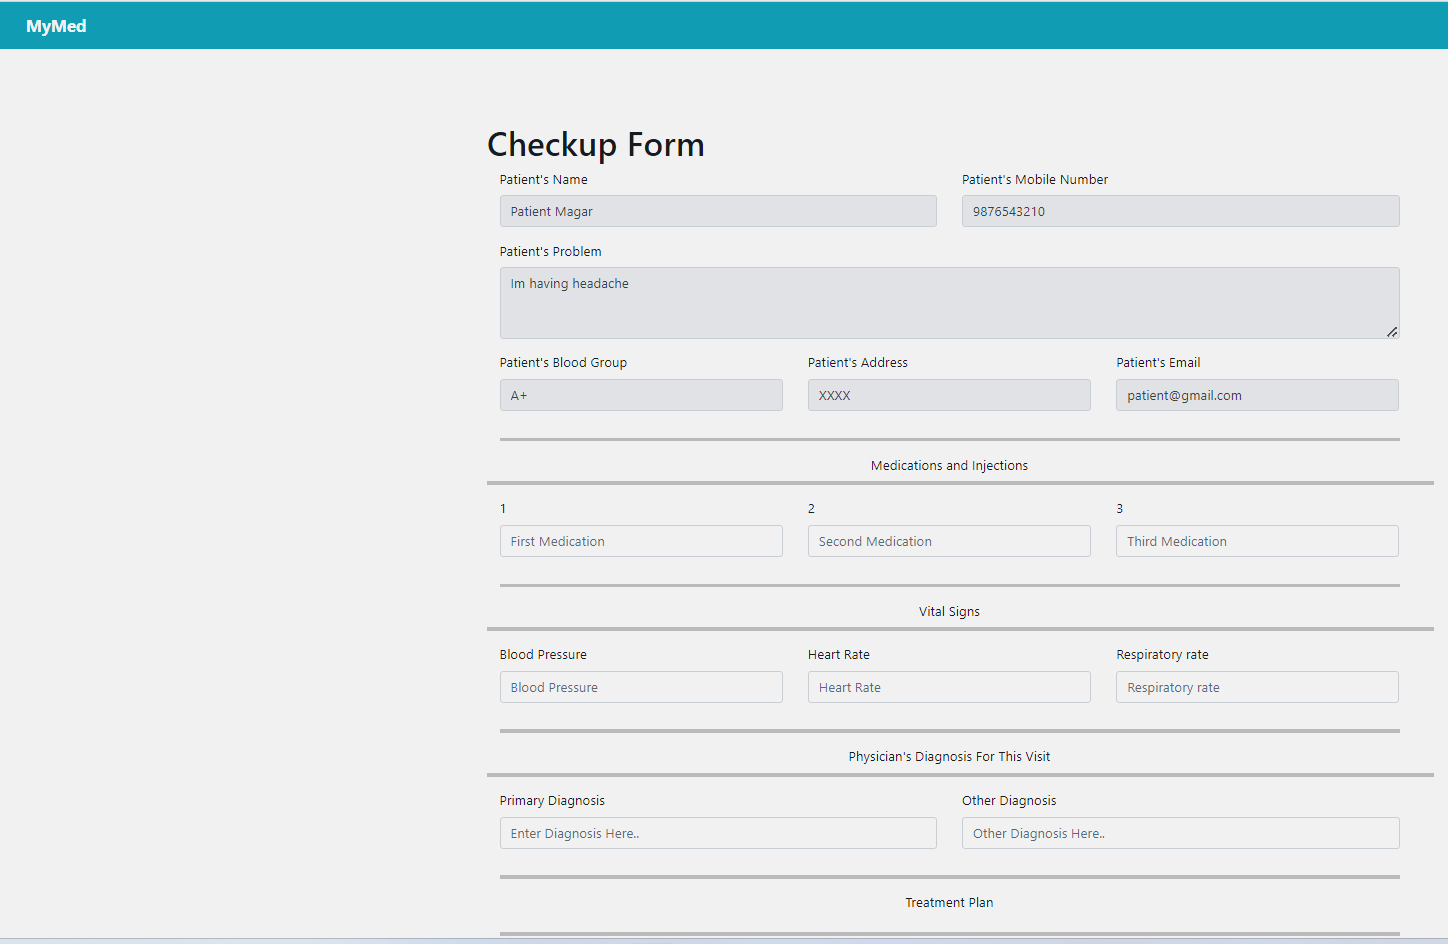 MyMed
Checkup Form
Patient's Name Patient's Mobile Number
Patient Magar 9876543210
Patient's Problem
Im having headache
Patient's Blood Group Patient's Address Patient's Email
A+ XXXX patient@gmail.com
Medications and Injections
1 2 3
First Medication Second Medication Third Medication
Vital Signs
Blood Pressure Heart Rate Respiratory rate
Blood Pressure Heart Rate Respiratory rate
Physician's Diagnosis For This Visit
Primary Diagnosis Other Diagnosis
Enter Diagnosis Here.. Other Diagnosis Here..
Treatment Plan